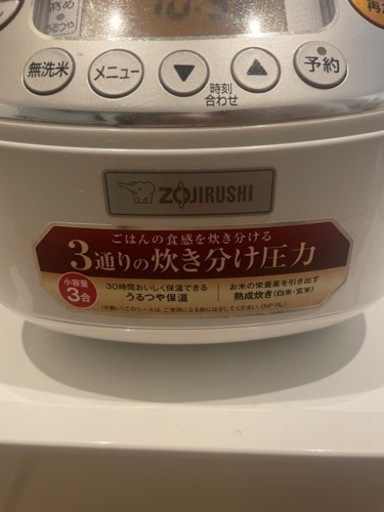 うるつや
無洗米
メニュー
▼
▲
予約
時刻
合わせ
ZOJIRUSHI
ごはんの食感を炊き分ける
3通りの炊き分け圧力
小容量
3合
30時間おいしく保温できる
うるつや保温
お米の栄養素を引き出す
熟成炊き(白米・玄米)